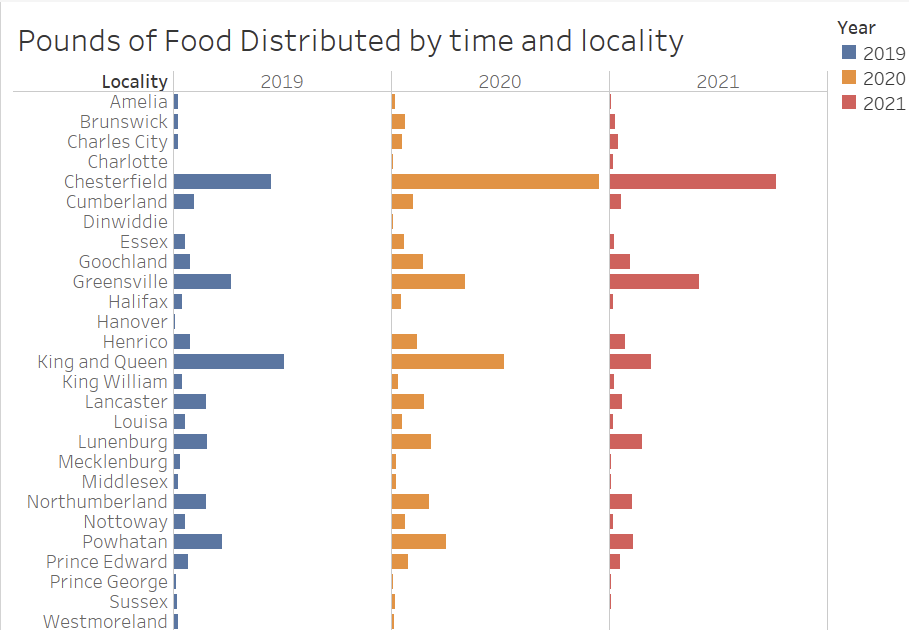 Pounds of Food Distributed by time and locality
Year
2019
2020
2021
Locality 2019 2020 2021
Amelia
Brunswick
Charles City
Charlotte
Chesterfield
Cumberland
Dinwiddie
Essex
Goochland
Greensville
Halifax
Hanover
Henrico
King and Queen
King William
Lancaster
Louisa
Lunenburg
Mecklenburg
Middlesex
Northumberland
Nottoway
Powhatan
Prince Edward
Prince George
Sussex
Westmoreland